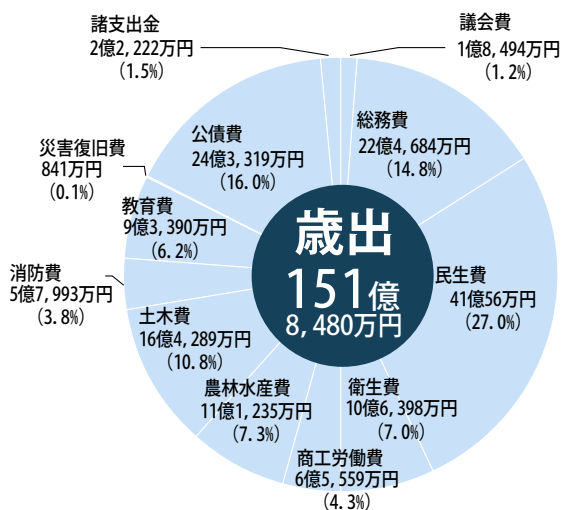 諸支出金
2億2,222万円
（1.5%）
議会費
1億8,494万円
（1.2%）
総務費
22億4,684万円
（14.8%）
公債費
24億3,319万円
（16.0%）
災害復旧費
841万円
（0.1%）
教育費
9億3,390万円
（6.2%）
消防費
5億7,993万円
（3.8%）
歳出
151億
8,480万円
民生費
41億56万円
（27.0%）
土木費
16億4,289万円
（10.8%）
農林水産費
11億1,235万円
（7.3%）
衛生費
10億6,398万円
（7.0%）
商工労働費
6億5,559万円
（4.3%）